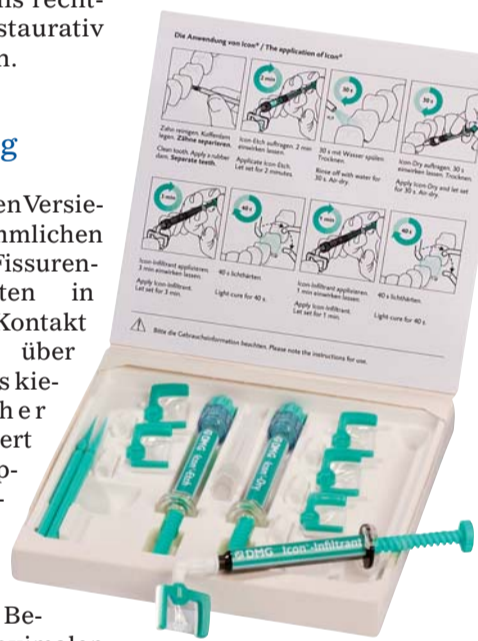 ns recht-
staurativ
n.
g
en Versie-
mmlichen
Fissuren-
ten in
Kontakt
über
s kie-
her
ert
p-
-
Be-
Die Anwendung von Icon® / The application of Icon®
2 min
30 s
30 s
Zahn reinigen, Kofferdam
legen. Zähne separieren.
Clean tooth. Apply a rubber
dam. Separate teeth.
Icon-Etch auftragen, 2 min
einwirken lassen.
Applicate Icon-Etch.
Let set for 2 minutes.
30 s mit Wasser spülen
Trocknen.
Rinse off with water for
30 s. Air-dry.
Icon-Dry auftragen, 30 s
einwirken lassen. Trocknen.
Apply Icon-Dry and let set
for 30 s. Air-dry.
3 min
40 s
1 min
40 s
Icon-Infiltrant applizieren.
3 min einwirken lassen.
Apply Icon-Infiltrant.
Let set for 3 min.
40 s lichthärten.
Light-cure for 40 s.
Icon-Infiltrant applizieren.
1 min einwirken lassen.
Apply Icon-Infiltrant.
Let set for 1 min.
40 s lichthärten.
Light-cure for 40 s.
Bitte die Gebrauchsinformation beachten. Please note the instructions for use.
DMG Icon-Etch
DMG Icon-Dry
DMG Icon®-Infiltrant